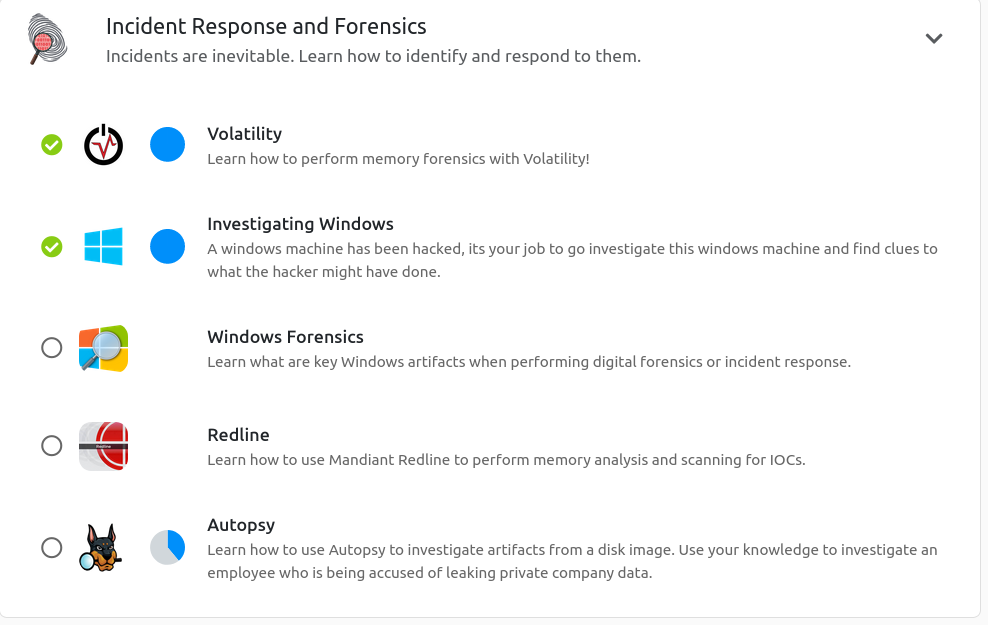 Incident Response and Forensics
Incidents are inevitable. Learn how to identify and respond to them.
Volatility
Learn how to perform memory forensics with Volatility!
Investigating Windows
A windows machine has been hacked, its your job to go investigate this windows machine and find clues to
what the hacker might have done.
Windows Forensics
Learn what are key Windows artifacts when performing digital forensics or incident response.
Redline
Redline
Learn how to use Mandiant Redline to perform memory analysis and scanning for IOCs.
Autopsy
Learn how to use Autopsy to investigate artifacts from a disk image. Use your knowledge to investigate an
employee who is being accused of leaking private company data.